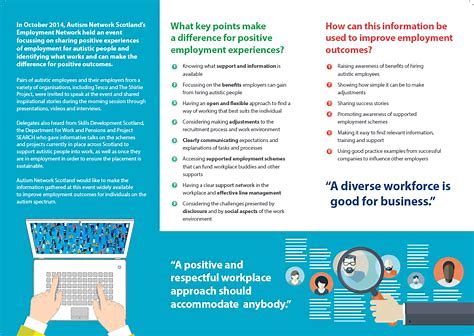 In October 2014, Autism Network Scotland's
Employment Network held an event
focussing on sharing positive experiences
of employment for autistic people and
identifying what works and can make the
difference for positive outcomes.
Pairs of autistic employees and their employers from a
variety of organisations, including Tesco and The Shirlie
Project, were invited to speak at the event and shared
inspirational stories during the morning session through
presentations, videos and interviews.
Delegates also heard from Skills Development Scotland,
the Department for Work and Pensions and Project
SEARCH who gave informative talks on the schemes
and projects currently in place across Scotland to
support autistic people into work, as well as once they
are in employment in order to ensure the placement is
sustainable.
Autism Network Scotland would like to make the
information gathered at this event widely available
to improve employment outcomes for individuals on the
autism spectrum.
What key points make
a difference for positive
employment experiences?
1 Knowing what support and information is
available
2 Focussing on the benefits employers can gain
from hiring autistic people
3 Having an open and flexible approach to find a
way of working that best suits the individual
4 Considering making adjustments to the
recruitment process and work environment
5 Clearly communicating expectations and
explanations of tasks and processes
6 Accessing supported employment schemes
that can fund workplace buddies and other
supports
7 Having a clear support network in the
workplace and effective line management
8 Considering the challenges presented by
disclosure and by social aspects of the work
environment
"A positive and
respectful workplace
approach should
accommodate anybody."
How can this information be
used to improve employment
outcomes?
1 Raising awareness of benefits of hiring
autistic employees
2 Showing how simple it can be to make
adjustments
3 Sharing success stories
4 Promoting awareness of supported
employment schemes
5 Making it easy to find relevant information,
training and support
6 Using good practice examples from successful
companies to influence other employers
"A diverse workforce is
good for business."